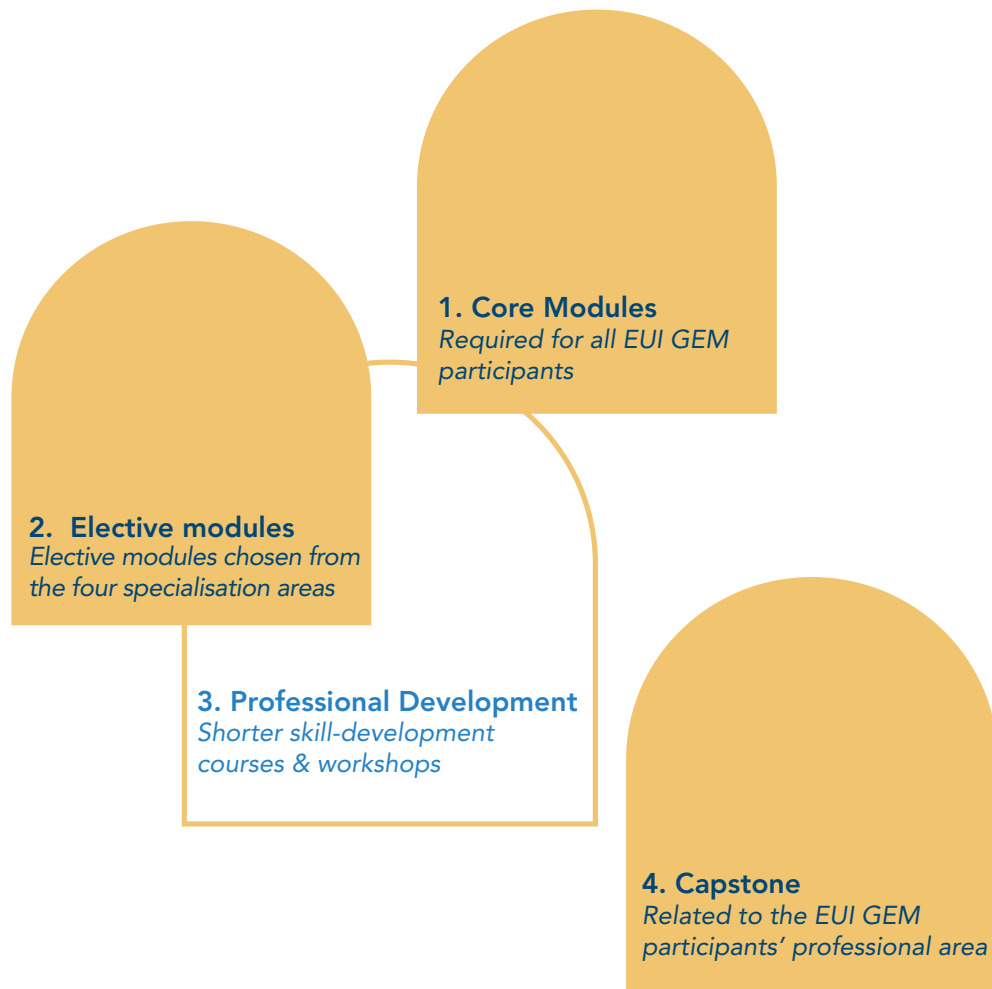 1. Core Modules
Required for all EUI GEM
participants
2. Elective modules
Elective modules chosen from
the four specialisation areas
3. Professional Development
Shorter skill-development
courses & workshops
4. Capstone
Related to the EUI GEM
participants’ professional area